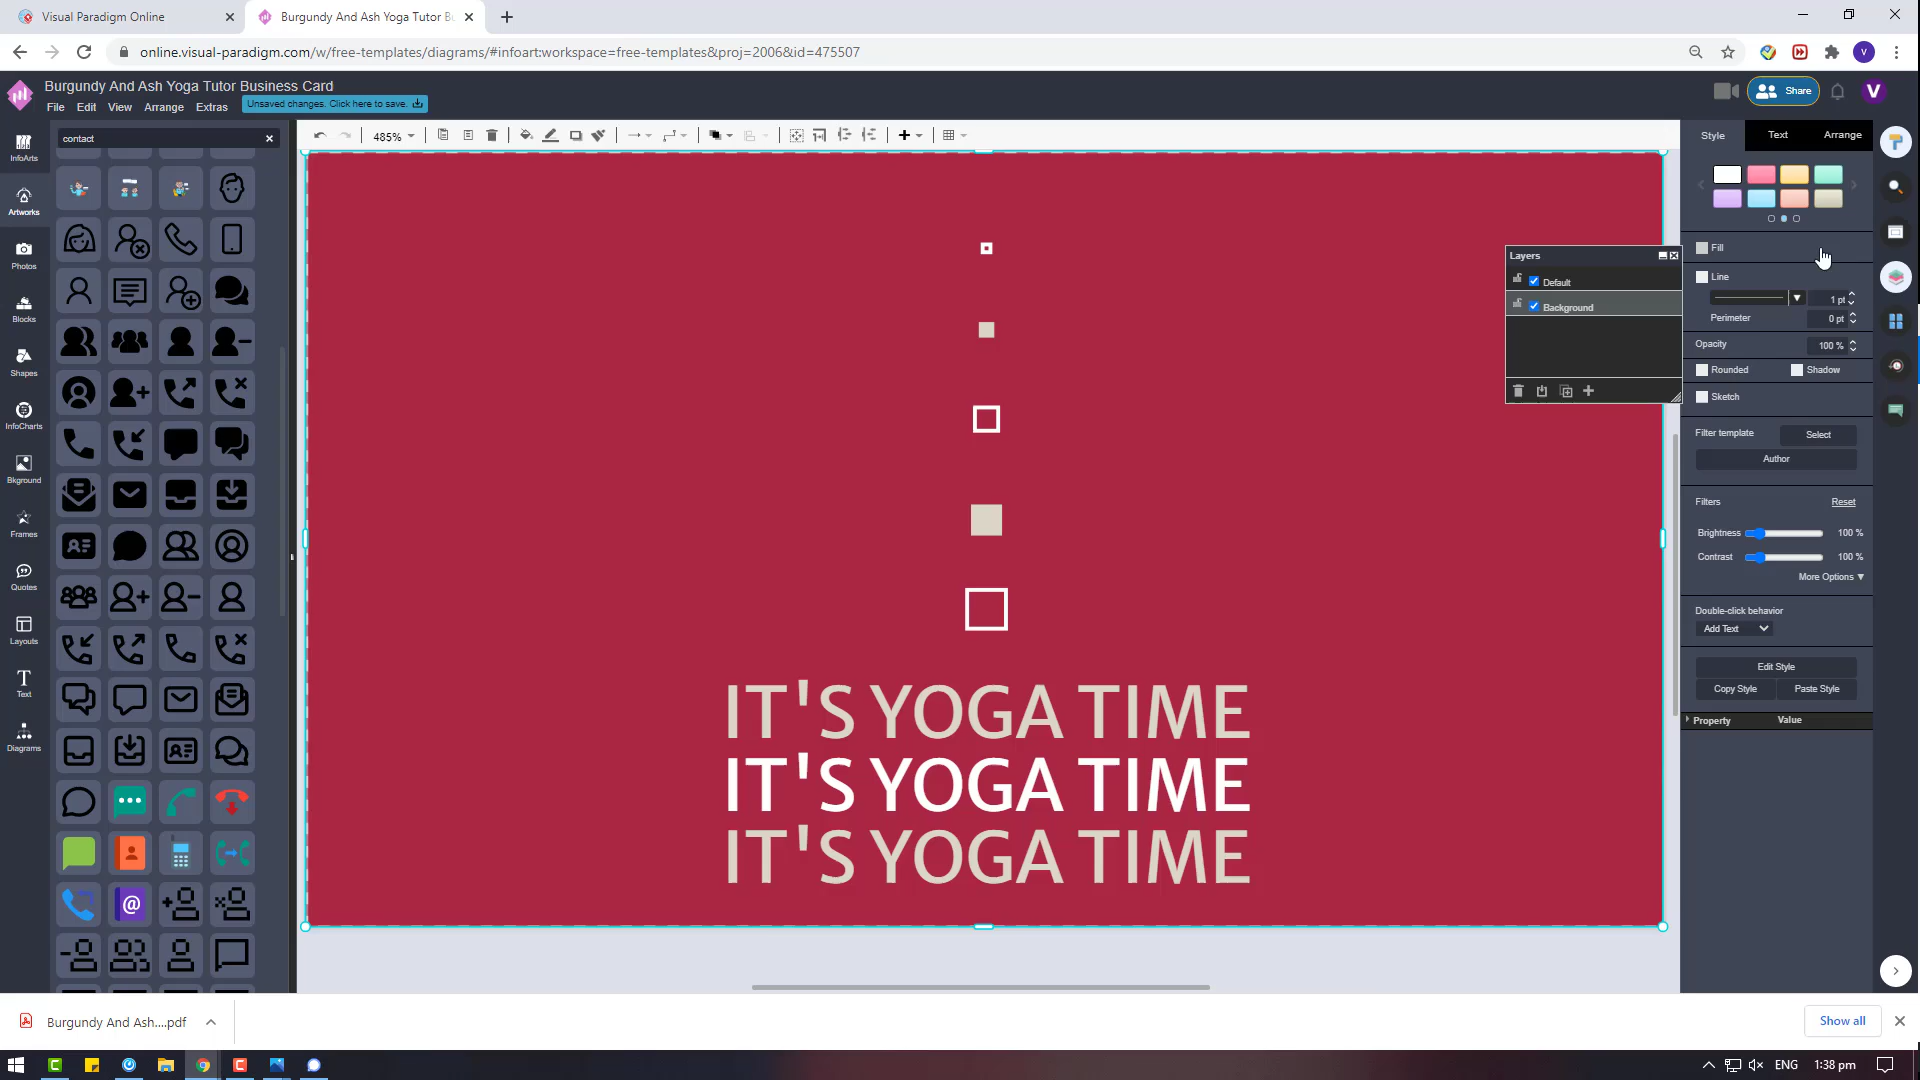 Visual Paradigm Online
Burgundy And Ash Yoga Tutor Bu
online.visual-paradigm.com/w/free-templates/diagrams/#infoart:workspace=free-templates&proj=2006&id=475507
V
Burgundy And Ash Yoga Tutor Business Card
File Edit View Arrange Extras
Unsaved changes. Click here to save.
Share
V
InfoArts
Artworks
Photos
Blocks
Shapes
InfoCharts
Bkground
Frames
Quotes
Layouts
Text
Diagrams
contact
485%
IT'S YOGA TIME
IT'S YOGA TIME
IT'S YOGA TIME
Layers
Default
Background
Style Text Arrange
Fill
Line
1 pt
Perimeter 0 pt
Opacity 100 %
Rounded Shadow
Sketch
Filter template Select
Author
Filters Reset
Brightness 100 %
Contrast 100 %
More Options ▼
Double-click behavior
Add Text
Edit Style
Copy Style Paste Style
Property Value
Burgundy And Ash....pdf
Show all
ENG 1:38 pm